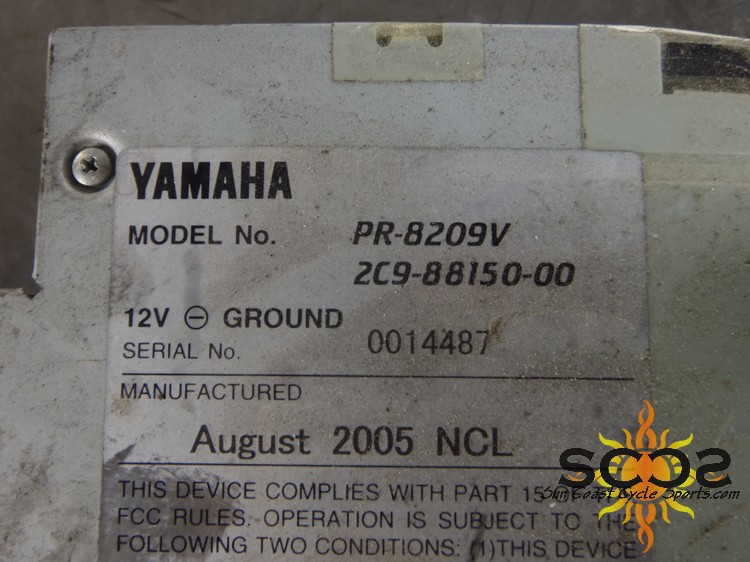 YAMAHA
MODEL No. PR-8209V
2C9-88150-00
12V ⊖ GROUND
SERIAL No. 0014487
MANUFACTURED
August 2005 NCL
THIS DEVICE COMPLIES WITH PART 15
FCC RULES. OPERATION IS SUBJECT TO THE
FOLLOWING TWO CONDITIONS: (1)THIS DEVICE
SCCS
Sun Coast Cycle Sports.com